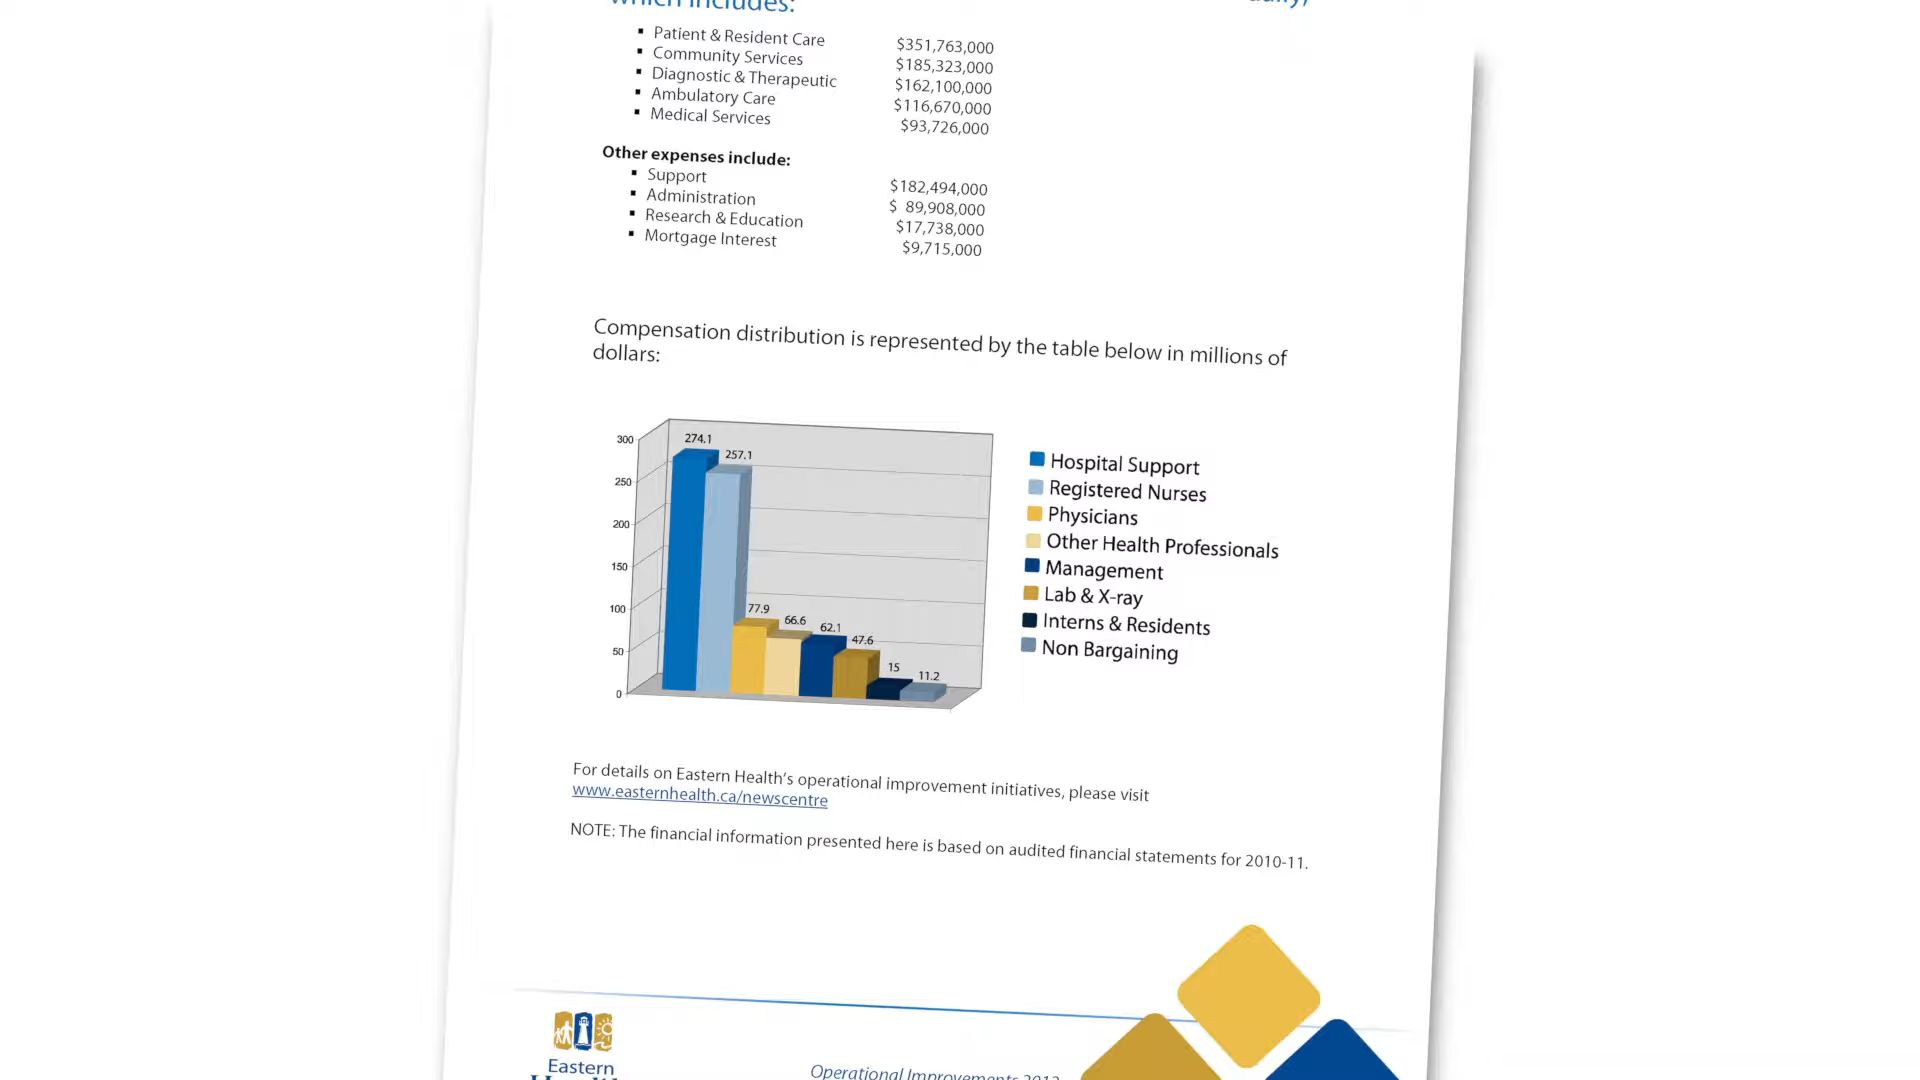 which includes:
▪ Patient & Resident Care $351,763,000
▪ Community Services $185,323,000
▪ Diagnostic & Therapeutic $162,100,000
▪ Ambulatory Care $116,670,000
▪ Medical Services $93,726,000
Other expenses include:
▪ Support $182,494,000
▪ Administration $ 89,908,000
▪ Research & Education $17,738,000
▪ Mortgage Interest $9,715,000
Compensation distribution is represented by the table below in millions of
dollars:
300
250
200
150
100
50
0
274.1
257.1
77.9
66.6
62.1
47.6
15
11.2
Hospital Support
Registered Nurses
Physicians
Other Health Professionals
Management
Lab & X-ray
Interns & Residents
Non Bargaining
For details on Eastern Health's operational improvement initiatives, please visit
www.easternhealth.ca/newscentre
NOTE: The financial information presented here is based on audited financial statements for 2010-11.
Eastern
Operational Improvements 2012